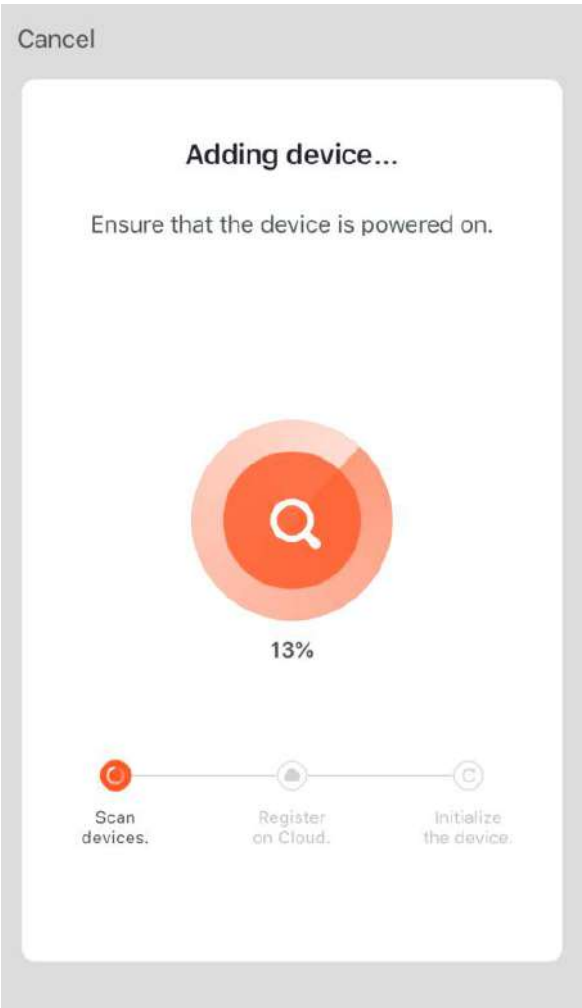 Cancel
Adding device...
Ensure that the device is powered on.
13%
Scan
devices.
Register
on Cloud.
Initialize
the device.